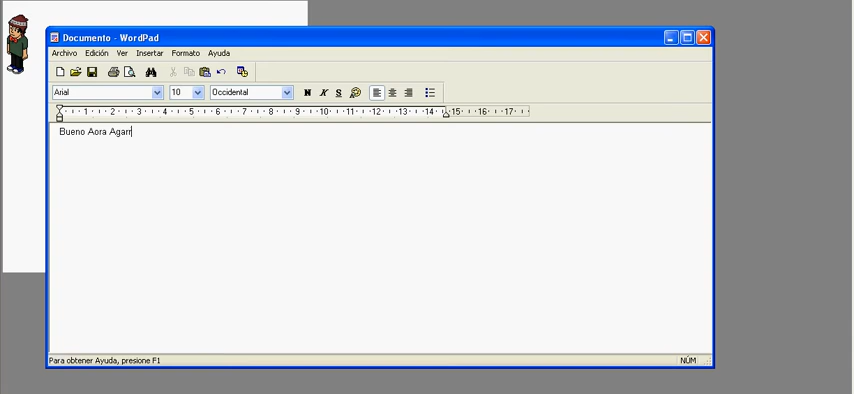 Documento - WordPad
Archivo Edición Ver Insertar Formato Ayuda
Arial 10 Occidental N K S
1 2 3 4 5 6 7 8 9 10 11 12 13 14 15 16 17
Bueno Aora Agarr
Para obtener Ayuda, presione F1 NÚM